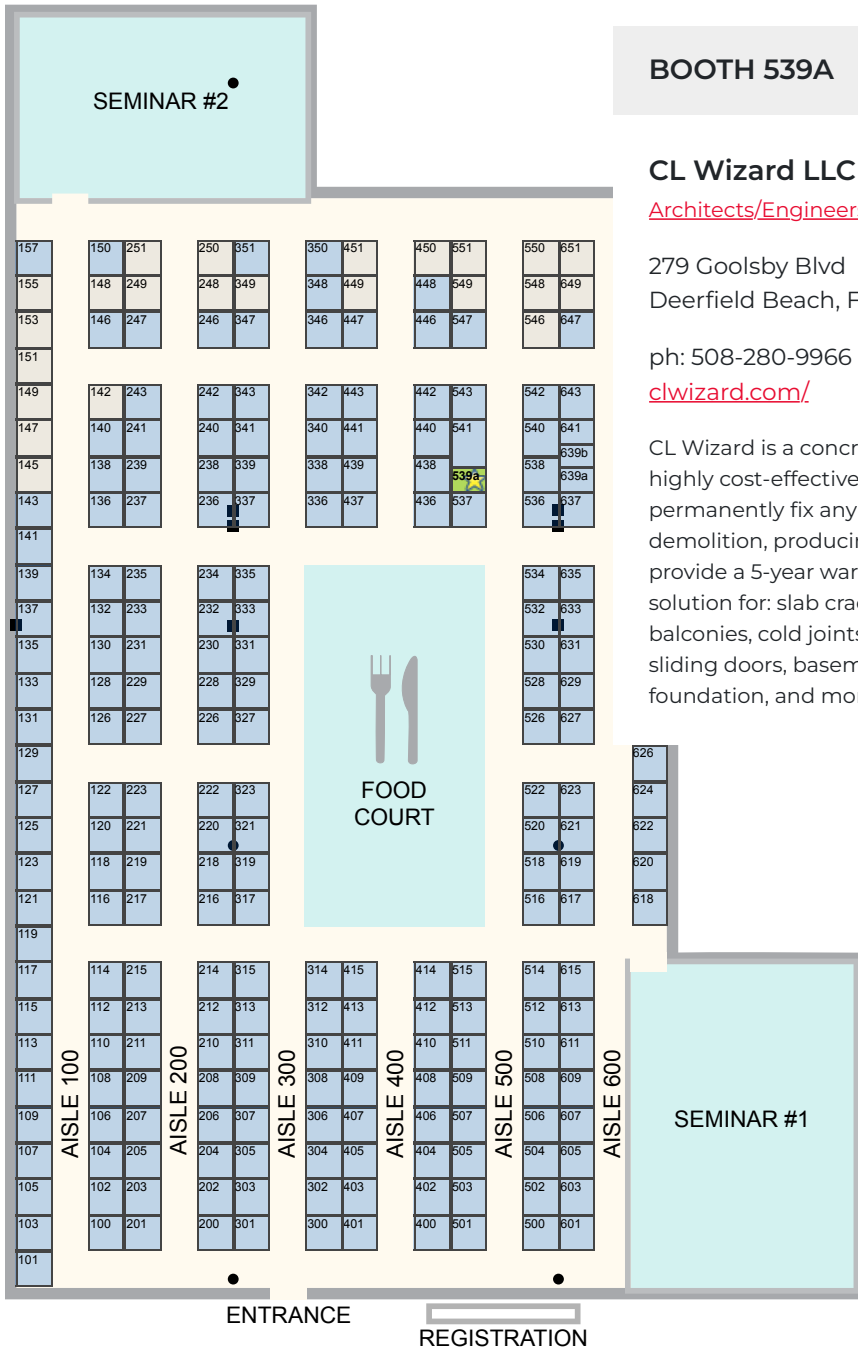 SEMINAR #2
BOOTH 539A
CL Wizard LLC
Architects/Engineers
279 Goolsby Blvd
Deerfield Beach, F
ph: 508-280-9966
clwizard.com/
CL Wizard is a concr
highly cost-effective
permanently fix any
demolition, producin
provide a 5-year war
solution for: slab crac
balconies, cold joints
sliding doors, basem
foundation, and mor
157 150 251 250 351 350 451 450 551 550 651
155 148 249 248 349 348 449 448 549 548 649
153 146 247 246 347 346 447 446 547 546 647
151
149 142 243 242 343 342 443 442 543 542 643
147 140 241 240 341 340 441 440 541 540 641
639b
145 138 239 238 339 338 439 438 539a 538 639a
143 136 237 236 337 336 437 436 537 536 637
141
139 134 235 234 335 534 635
137 132 233 232 333 532 633
135 130 231 230 331 530 631
133 128 229 228 329 528 629
131 126 227 226 327 526 627
129 626
127 122 223 222 323 522 623 624
125 120 221 220 321 520 621 622
123 118 219 218 319 518 619 620
121 116 217 216 317 516 617 618
FOOD
COURT
119
117 114 215 214 315 314 415 414 515 514 615
115 112 213 212 313 312 413 412 513 512 613
113 110 211 210 311 310 411 410 511 510 611
111 108 209 208 309 308 409 408 509 508 609
109 106 207 206 307 306 407 406 507 506 607
107 104 205 204 305 304 405 404 505 504 605
105 102 203 202 303 302 403 402 503 502 603
103 100 201 200 301 300 401 400 501 500 601
101
AISLE 100
AISLE 200
AISLE 300
AISLE 400
AISLE 500
AISLE 600
SEMINAR #1
ENTRANCE
REGISTRATION